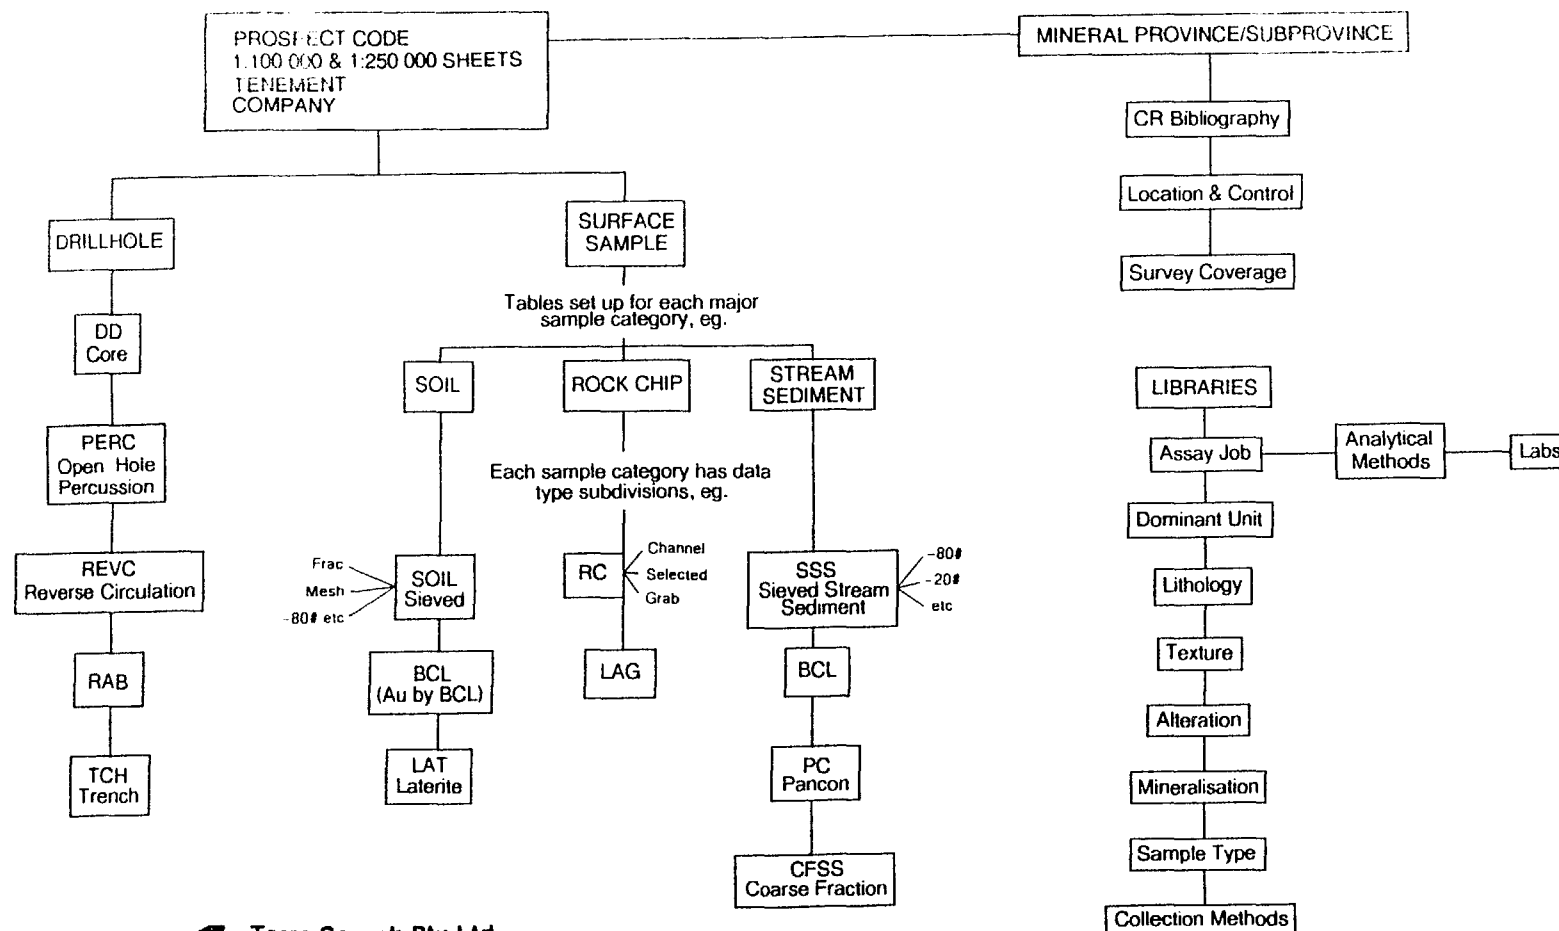 PROSPECT CODE
1:100 000 & 1:250 000 SHEETS
TENEMENT
COMPANY
MINERAL PROVINCE/SUBPROVINCE
CR Bibliography
Location & Control
Survey Coverage
DRILLHOLE
DD
Core
PERC
Open Hole
Percussion
REVC
Reverse Circulation
RAB
TCH
Trench
SURFACE
SAMPLE
Tables set up for each major
sample category, eg.
SOIL
ROCK CHIP
STREAM
SEDIMENT
Each sample category has data
type subdivisions, eg.
Frac
Mesh
-80# etc
SOIL
Sieved
BCL
(Au by BCL)
LAT
Laterite
RC
Channel
Selected
Grab
LAG
SSS
Sieved Stream
Sediment
-80#
-20#
etc
BCL
PC
Pancon
CFSS
Coarse Fraction
LIBRARIES
Assay Job
Analytical
Methods
Labs
Dominant Unit
Lithology
Texture
Alteration
Mineralisation
Sample Type
Collection Methods
Pty Ltd